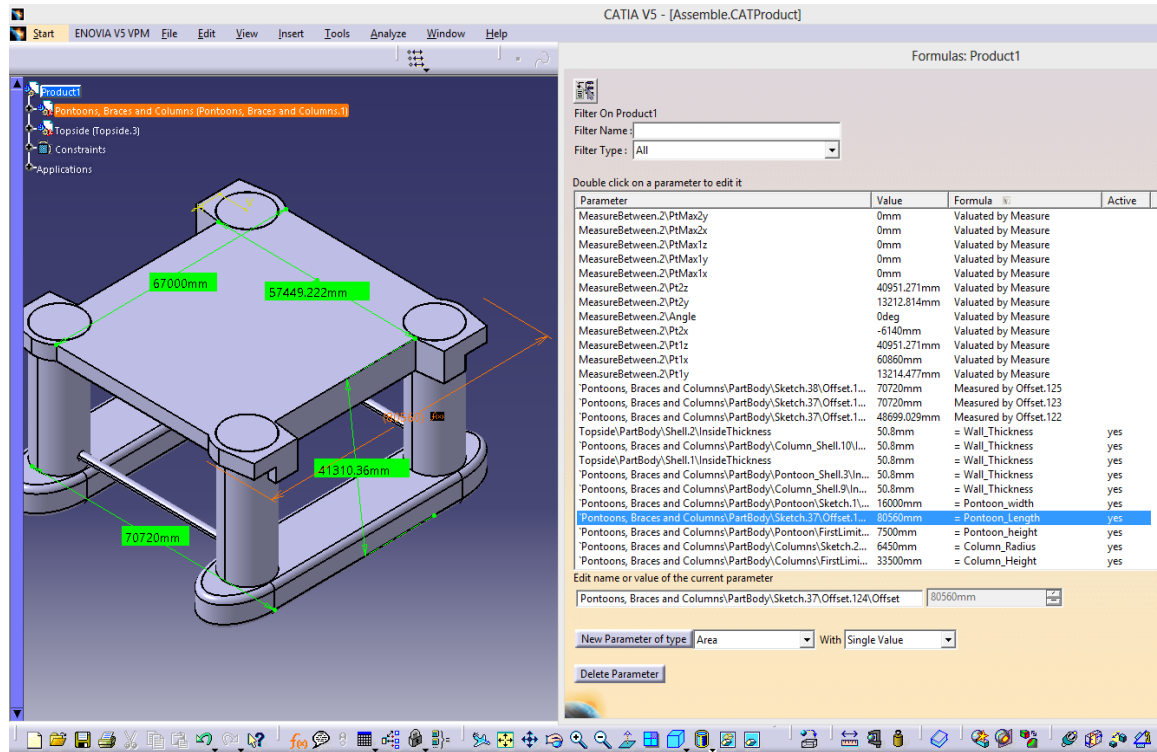 CATIA V5 - [Assemble.CATProduct]
Start ENOVIA V5 VPM File Edit View Insert Tools Analyze Window Help
Product1
Pontoons, Braces and Columns (Pontoons, Braces and Columns.1)
Topside (Topside.3)
Constraints
Applications
67000mm
57449.222mm
41310.36mm
70720mm
Formulas: Product1
Filter On Product1
Filter Name :
Filter Type : All
Double click on a parameter to edit it
Parameter Value Formula Active
MeasureBetween.2\PtMax2y 0mm Valuated by Measure
MeasureBetween.2\PtMax2x 0mm Valuated by Measure
MeasureBetween.2\PtMax1z 0mm Valuated by Measure
MeasureBetween.2\PtMax1y 0mm Valuated by Measure
MeasureBetween.2\PtMax1x 0mm Valuated by Measure
MeasureBetween.2\Pt2z 40951.271mm Valuated by Measure
MeasureBetween.2\Pt2y 13212.814mm Valuated by Measure
MeasureBetween.2\Angle 0deg Valuated by Measure
MeasureBetween.2\Pt2x -6140mm Valuated by Measure
MeasureBetween.2\Pt1z 40951.271mm Valuated by Measure
MeasureBetween.2\Pt1x 60860mm Valuated by Measure
MeasureBetween.2\Pt1y 13214.477mm Valuated by Measure
`Pontoons, Braces and Columns\PartBody\Sketch.38\Offset.1... 70720mm Measured by Offset.125
`Pontoons, Braces and Columns\PartBody\Sketch.37\Offset.1... 70720mm Measured by Offset.123
`Pontoons, Braces and Columns\PartBody\Sketch.37\Offset.1... 48699.029mm Measured by Offset.122
Topside\PartBody\Shell.2\InsideThickness 50.8mm = Wall_Thickness yes
`Pontoons, Braces and Columns\PartBody\Column_Shell.10\I... 50.8mm = Wall_Thickness yes
Topside\PartBody\Shell.1\InsideThickness 50.8mm = Wall_Thickness yes
`Pontoons, Braces and Columns\PartBody\Pontoon_Shell.3\In... 50.8mm = Wall_Thickness yes
`Pontoons, Braces and Columns\PartBody\Column_Shell.9\In... 50.8mm = Wall_Thickness yes
`Pontoons, Braces and Columns\PartBody\Pontoon\Sketch.1\... 16000mm = Pontoon_width yes
`Pontoons, Braces and Columns\PartBody\Sketch.37\Offset.1... 80560mm = Pontoon_Length yes
`Pontoons, Braces and Columns\PartBody\Pontoon\FirstLimit... 7500mm = Pontoon_height yes
`Pontoons, Braces and Columns\PartBody\Columns\Sketch.2... 6450mm = Column_Radius yes
`Pontoons, Braces and Columns\PartBody\Columns\FirstLimi... 33500mm = Column_Height yes
Edit name or value of the current parameter
Pontoons, Braces and Columns\PartBody\Sketch.37\Offset.124\Offset 80560mm
New Parameter of type Area With Single Value
Delete Parameter